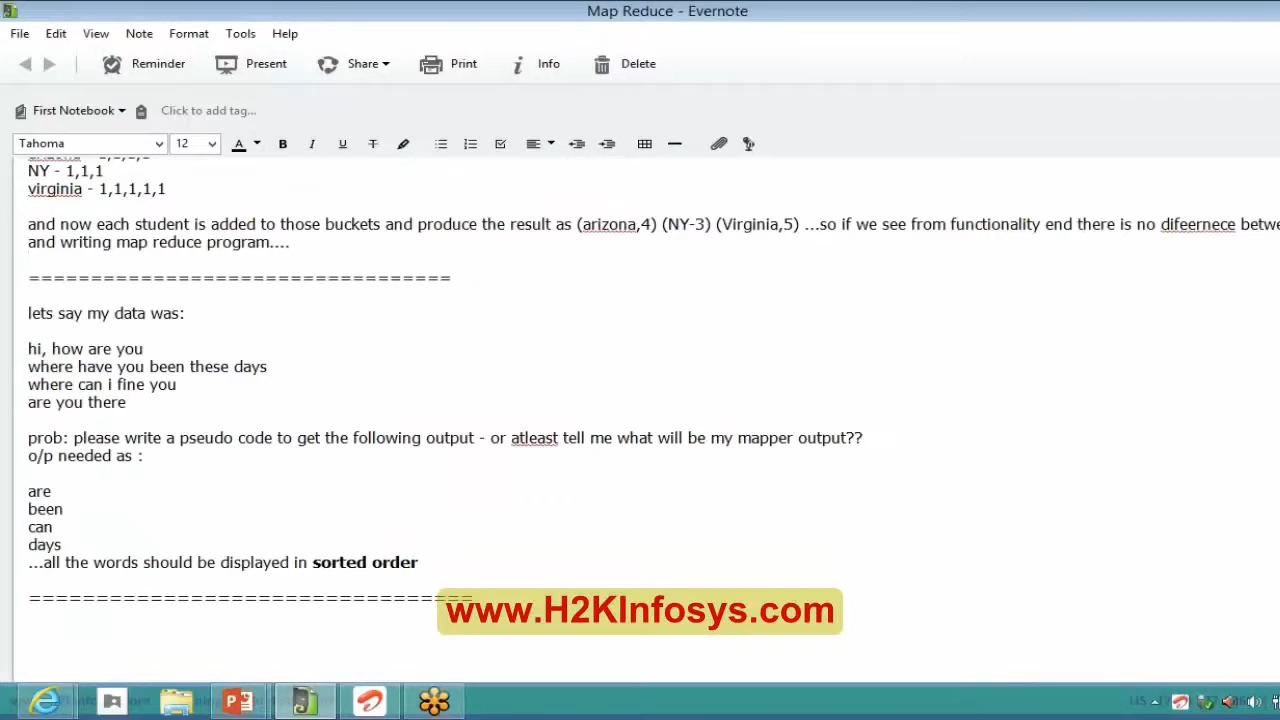 Map Reduce - Evernote
File Edit View Note Format Tools Help
Reminder Present Share Print Info Delete
First Notebook Click to add tag...
Tahoma 12 A B I U T
NY - 1,1,1
virginia - 1,1,1,1,1
and now each student is added to those buckets and produce the result as (arizona,4) (NY-3) (Virginia,5) ...so if we see from functionality end there is no difeernece
and writing map reduce program....
==================================
lets say my data was:
hi, how are you
where have you been these days
where can i fine you
are you there
prob: please write a pseudo code to get the following output - or atleast tell me what will be my mapper output??
o/p needed as :
are
been
can
days
...all the words should be displayed in sorted order
====================================
www.H2KInfosys.com